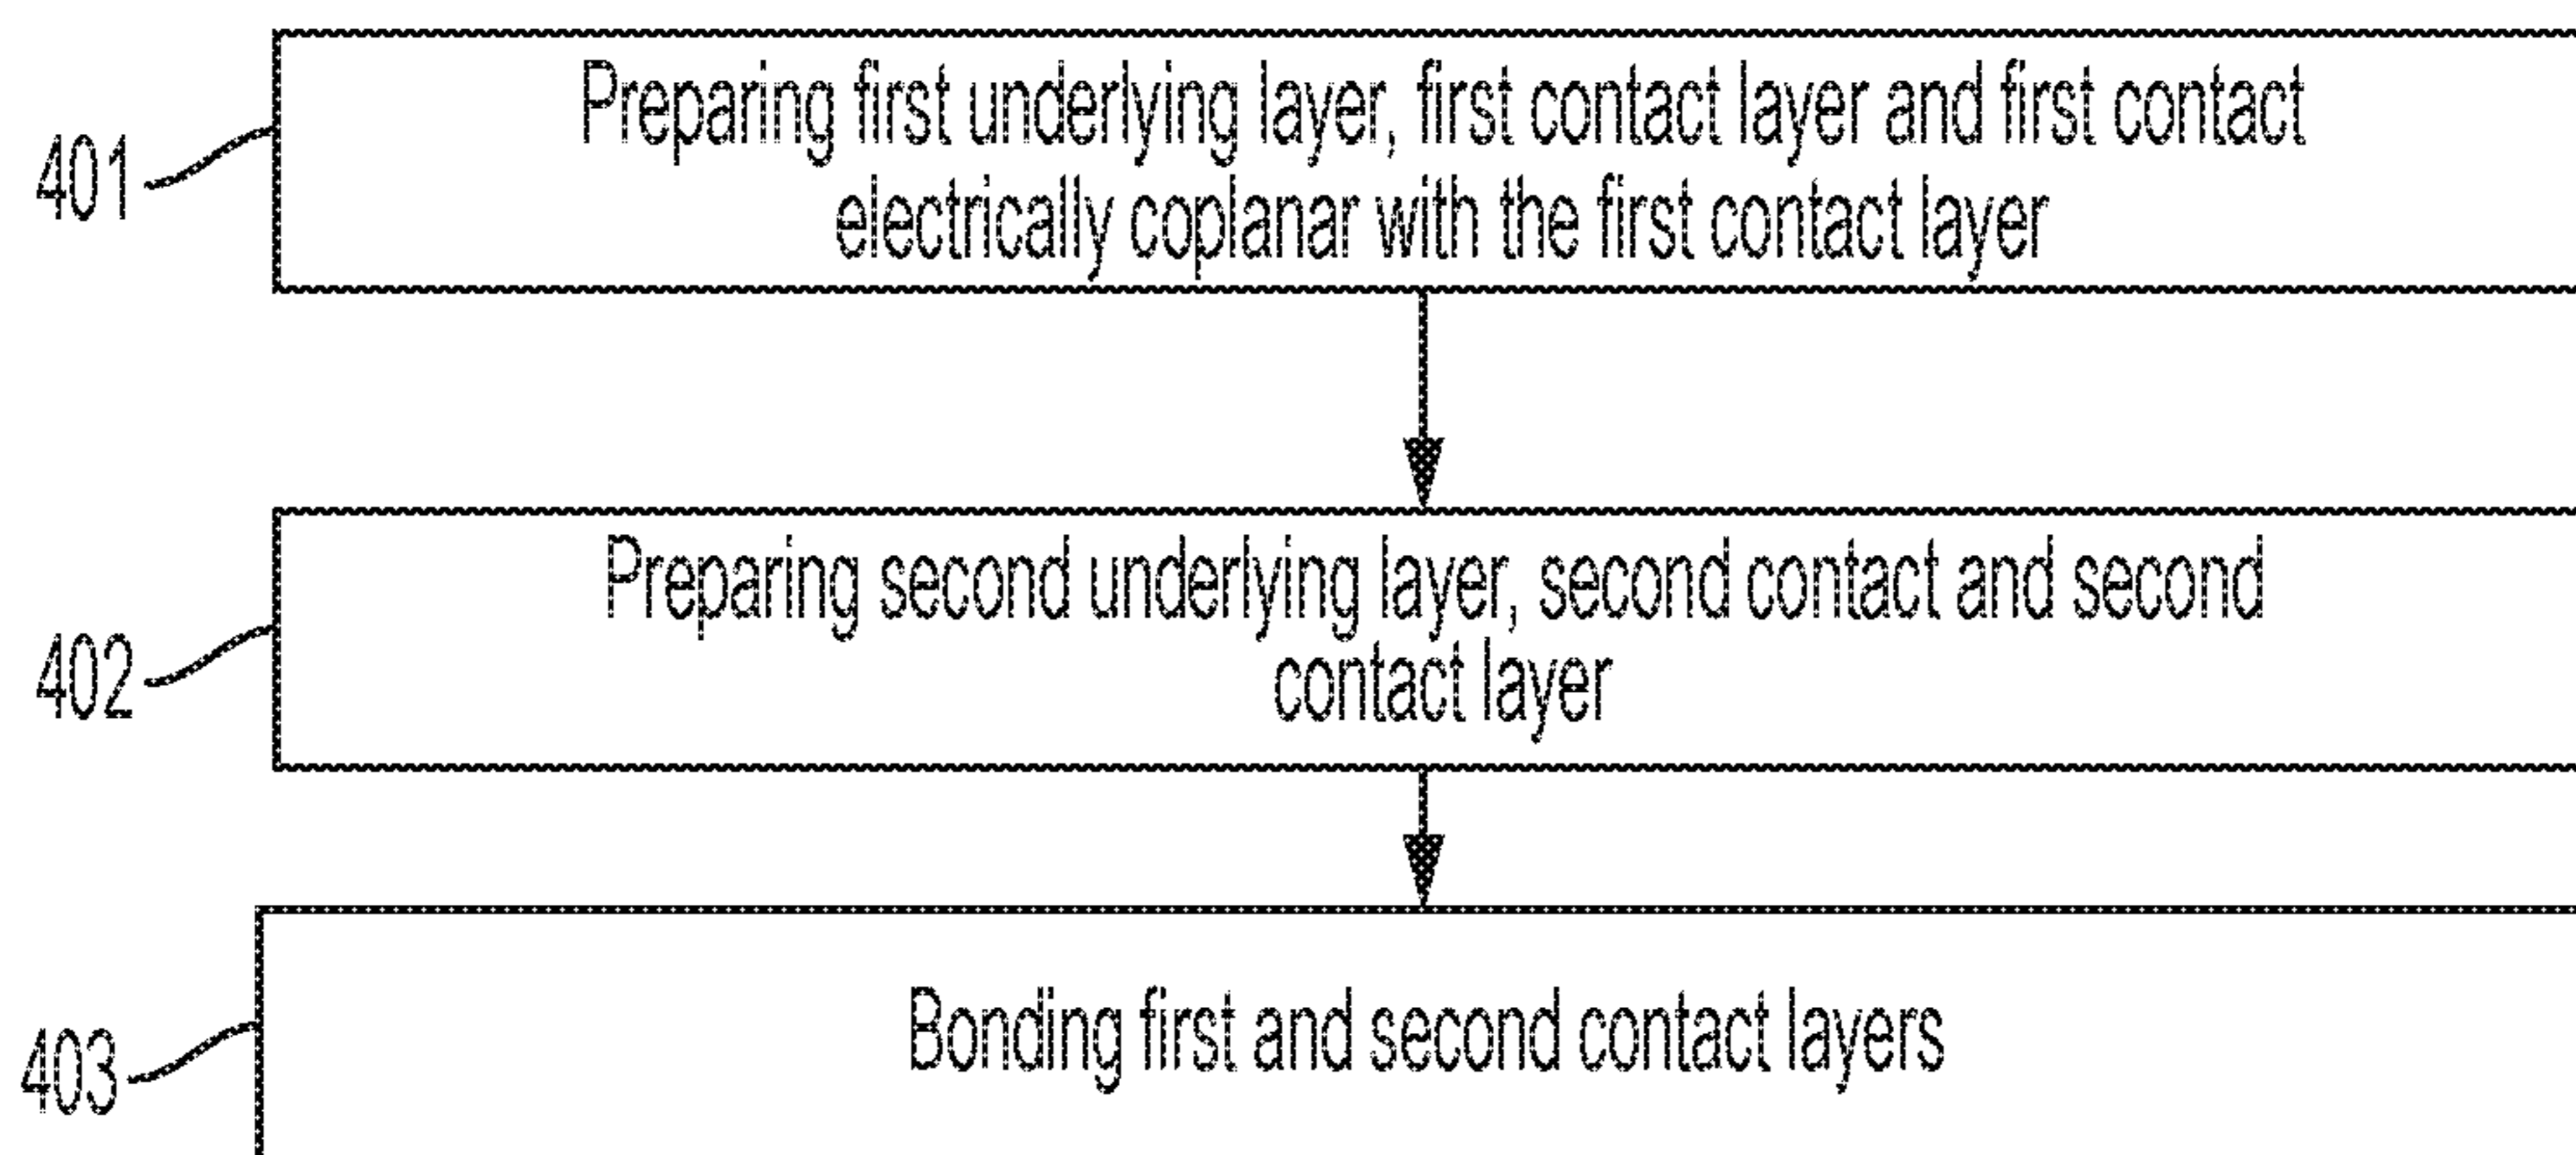 401
Preparing first underlying layer, first contact layer and first contact
electrically coplanar with the first contact layer
402
Preparing second underlying layer, second contact and second
contact layer
403
Bonding first and second contact layers